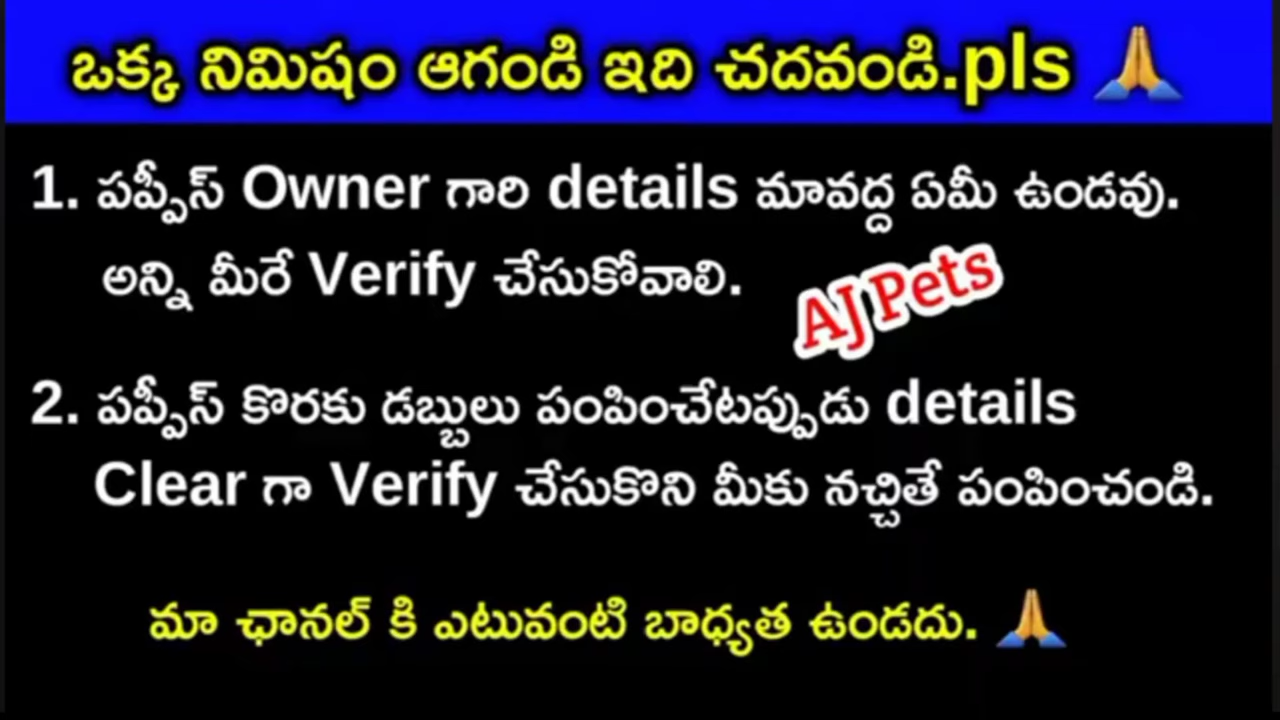 ఒక్క నిమిషం ఆగండి ఇది చదవండి.pls 🙏
1. పప్పీస్ Owner గారి details మావద్ద ఏమీ ఉండవు.
అన్ని మీరే Verify చేసుకోవాలి.
AJ Pets
2. పప్పీస్ కొరకు డబ్బులు పంపించేటప్పుడు details
Clear గా Verify చేసుకొని మీకు నచ్చితే పంపించండి.
మా ఛానల్ కి ఎటువంటి బాధ్యత ఉండదు. 🙏